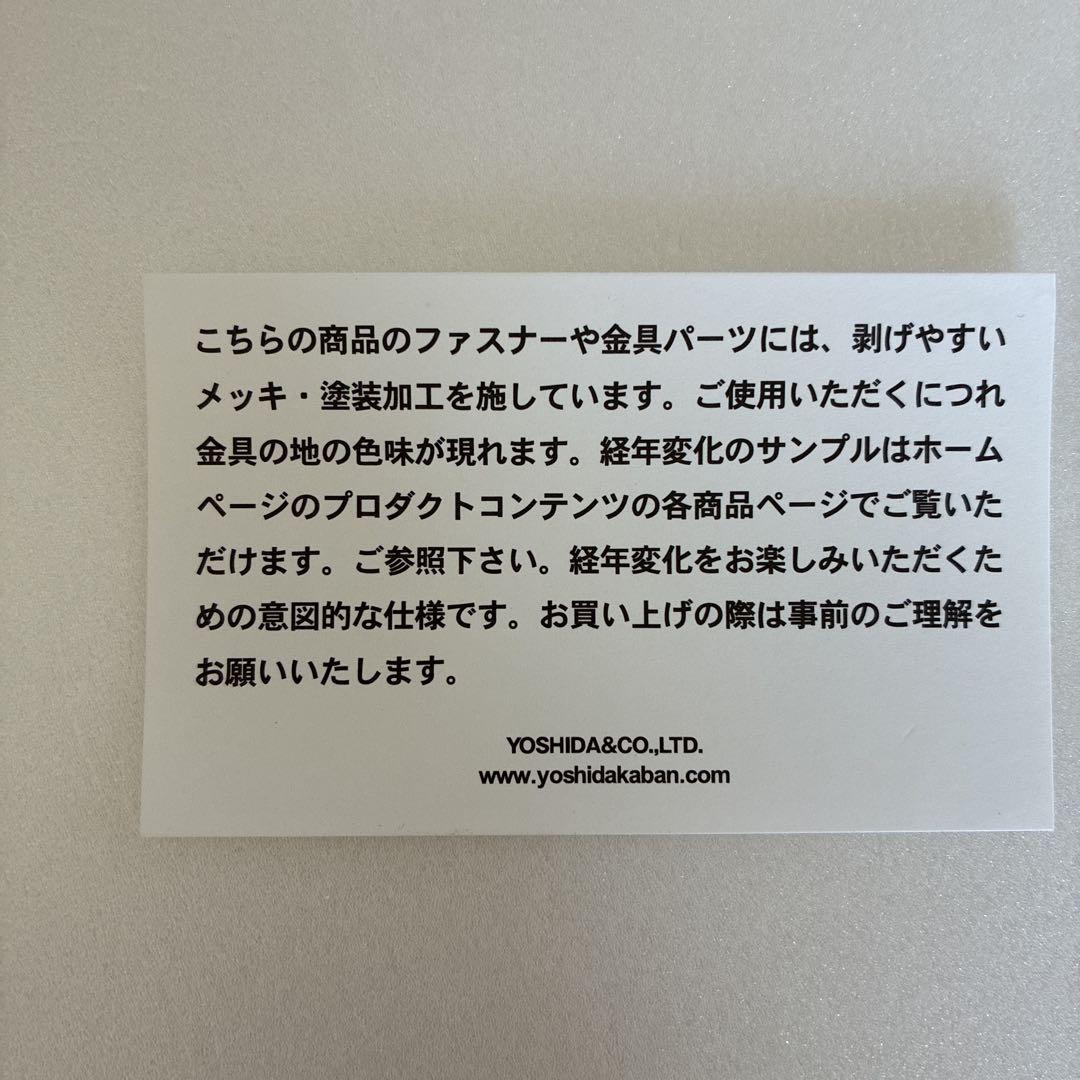 こちらの商品のファスナーや金具パーツには、剥げやすい
メッキ・塗装加工を施しています。ご使用いただくにつれ
金具の地の色味が現れます。経年変化のサンプルはホーム
ページのプロダクトコンテンツの各商品ページでご覧いた
だけます。ご参照下さい。経年変化をお楽しみいただくた
めの意図的な仕様です。お買い上げの際は事前のご理解を
お願いいたします。
YOSHIDA&CO.,LTD.
www.yoshidakaban.com